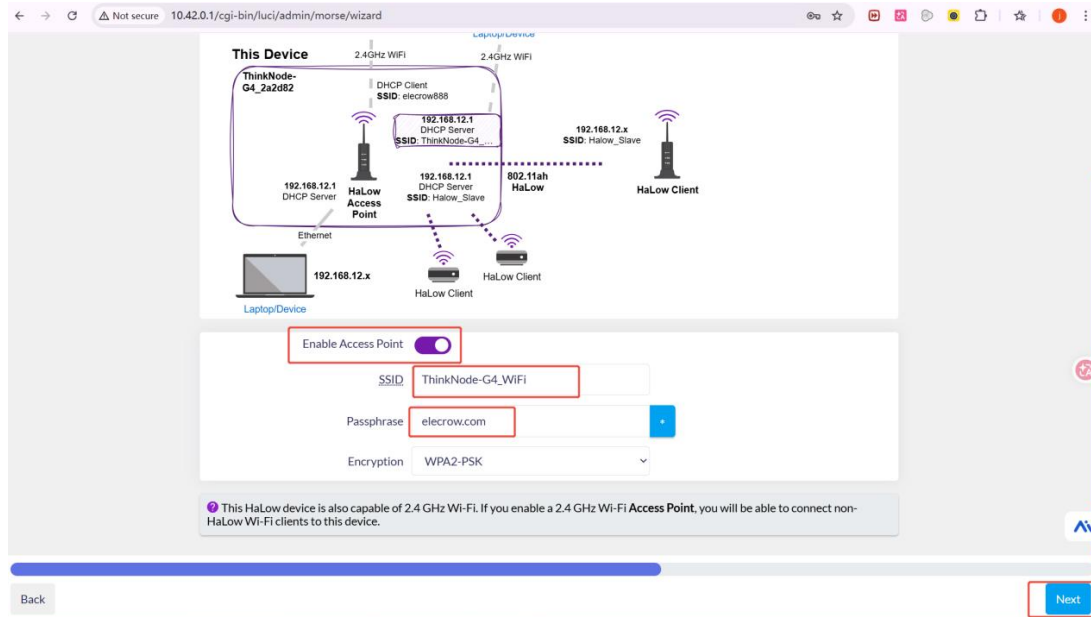 Not secure 10.42.0.1/cgi-bin/luci/admin/morse/wizard
Laptop/Device
This Device
2.4GHz WiFi
2.4GHz WiFi
ThinkNode-
G4_2a2d82
DHCP Client
SSID: elecrow888
192.168.12.1
DHCP Server
SSID: ThinkNode-G4_...
192.168.12.x
SSID: Halow_Slave
192.168.12.1
DHCP Server
HaLow
Access
Point
192.168.12.1
DHCP Server
SSID: Halow_Slave
802.11ah
HaLow
HaLow Client
Ethernet
192.168.12.x
HaLow Client
HaLow Client
Laptop/Device
Enable Access Point
SSID ThinkNode-G4_WiFi
Passphrase elecrow.com *
Encryption WPA2-PSK
This HaLow device is also capable of 2.4 GHz Wi-Fi. If you enable a 2.4 GHz Wi-Fi Access Point, you will be able to connect non-
HaLow Wi-Fi clients to this device.
Back
Next